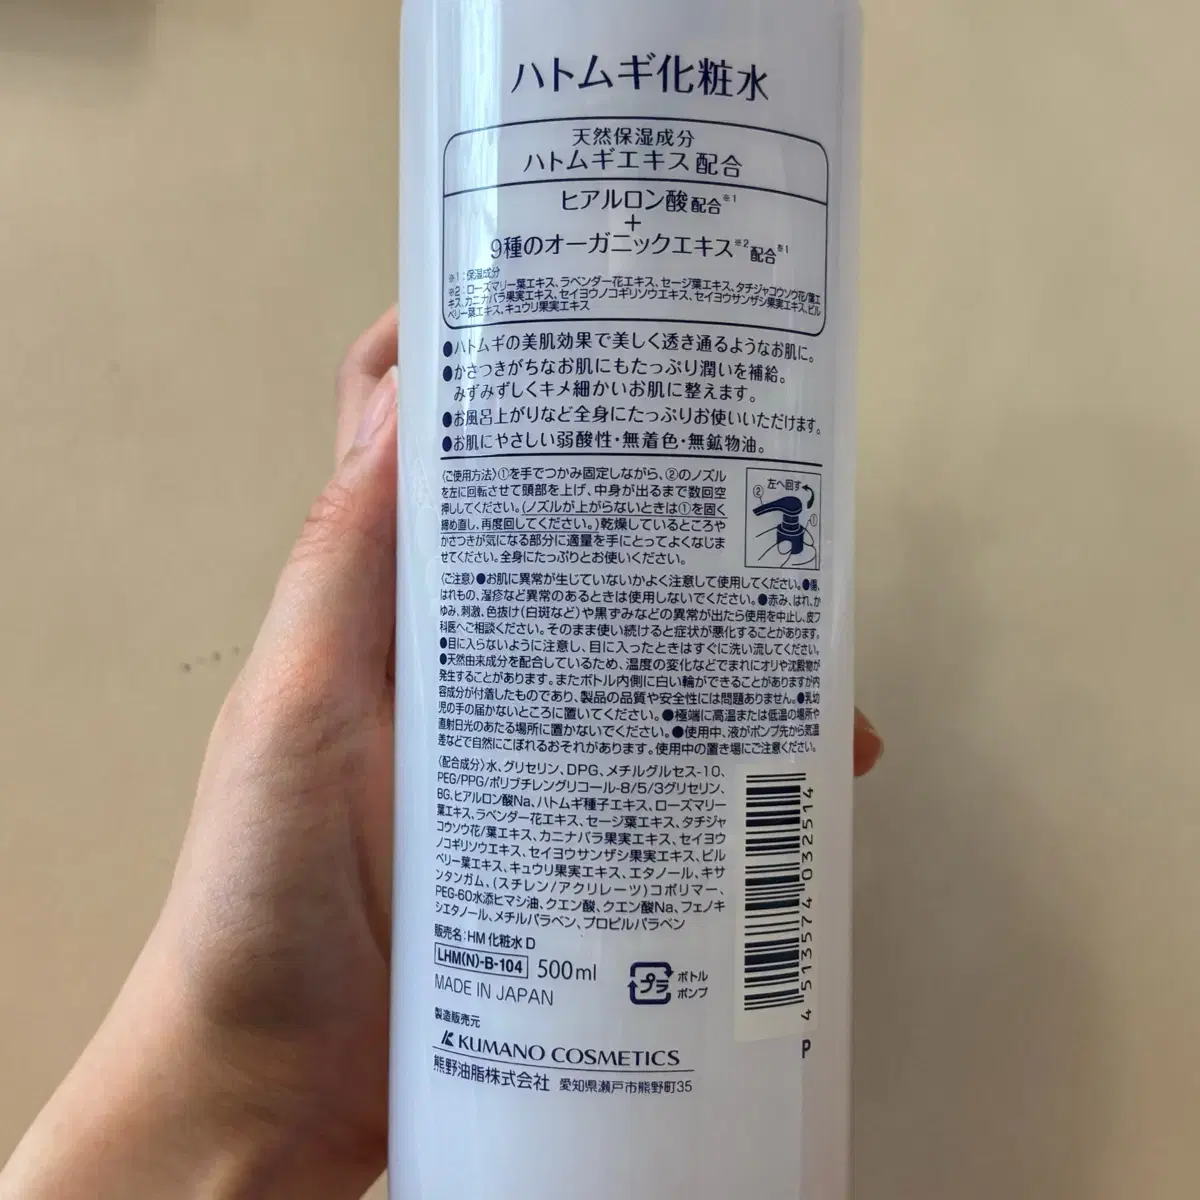 ハトムギ化粧水
天然保湿成分
ハトムギエキス配合
ヒアルロン酸配合※1
+
9種のオーガニックエキス※2配合※1
※1:保湿成分
※2:ローズマリー葉エキス、ラベンダー花エキス、セージ葉エキス、タチジャコウソウ花/葉エ
キス、カニナバラ果実エキス、セイヨウノコギリソウエキス、セイヨウサンザシ果実エキス、ビル
ベリー葉エキス、キュウリ果実エキス
●ハトムギの美肌効果で美しく透き通るようなお肌に。
●かさつきがちなお肌にもたっぷり潤いを補給。
みずみずしくキメ細かいお肌に整えます。
●お風呂上がりなど全身にたっぷりお使いいただけます。
●お肌にやさしい弱酸性・無着色・無鉱物油。
〈ご使用方法〉①を手でつかみ固定しながら、②のノズル
を左に回転させて頭部を上げ、中身が出るまで数回空
押ししてください。(ノズルが上がらないときは①を固く
締め直し、再度回してください。)乾燥しているところや
かさつきが気になる部分に適量を手にとってよくなじま
せてください。全身にたっぷりとお使いください。
左へ回す
②
①
〈ご注意〉●お肌に異常が生じていないかよく注意して使用してください。●傷、
はれもの、湿疹など異常のあるときは使用しないでください。●赤み、はれ、か
ゆみ、刺激、色抜け(白斑など)や黒ずみなどの異常が出たら使用を中止し、皮フ
科医へご相談ください。そのまま使い続けると症状が悪化することがあります。
●目に入らないように注意し、目に入ったときはすぐに洗い流してください。
●天然由来成分を配合しているため、温度の変化などでまれにオリや沈殿物が
発生することがあります。またボトル内側に白い輪ができることがありますが内
容成分が付着したものであり、製品の品質や安全性には問題ありません。●乳幼
児の手の届かないところに置いてください。●極端に高温または低温の場所や
直射日光のあたる場所に置かないでください。●使用中、液がポンプ先から気温
差などで自然にこぼれるおそれがあります。使用中の置き場にご注意ください。
〈配合成分〉水、グリセリン、DPG、メチルグルセス-10、
PEG/PPG/ポリブチレングリコール-8/5/3グリセリン、
BG、ヒアルロン酸Na、ハトムギ種子エキス、ローズマリー
葉エキス、ラベンダー花エキス、セージ葉エキス、タチジャ
コウソウ花/葉エキス、カニナバラ果実エキス、セイヨウ
ノコギリソウエキス、セイヨウサンザシ果実エキス、ビル
ベリー葉エキス、キュウリ果実エキス、エタノール、キサ
ンタンガム、(スチレン/アクリレーツ)コポリマー、
PEG-60水添ヒマシ油、クエン酸、クエン酸Na、フェノキ
シエタノール、メチルパラベン、プロピルパラベン
販売名:HM 化粧水 D
LHM(N)-B-104 500ml
MADE IN JAPAN
プラ
ボトル
ポンプ
4 513574 032514
P
製造販売元
KUMANO COSMETICS
熊野油脂株式会社 愛知県瀬戸市熊野町35